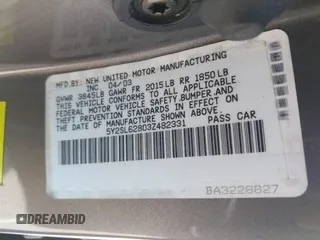 MFD.BY: NEW UNITED MOTOR MANUFACTURING
INC. 04/03
GVWR 3845LB GAWR FR 2015LB RR 1850LB
THIS VEHICLE CONFORMS TO ALL APPLICABLE
FEDERAL MOTOR VEHICLE SAFETY, BUMPER, AND
THEFT PREVENTION STANDARDS IN EFFECT ON
THE DATE OF MANUFACTURE SHOWN ABOVE.
5Y2SL62803Z482331 PASS CAR
BA3228827
DREAMBID